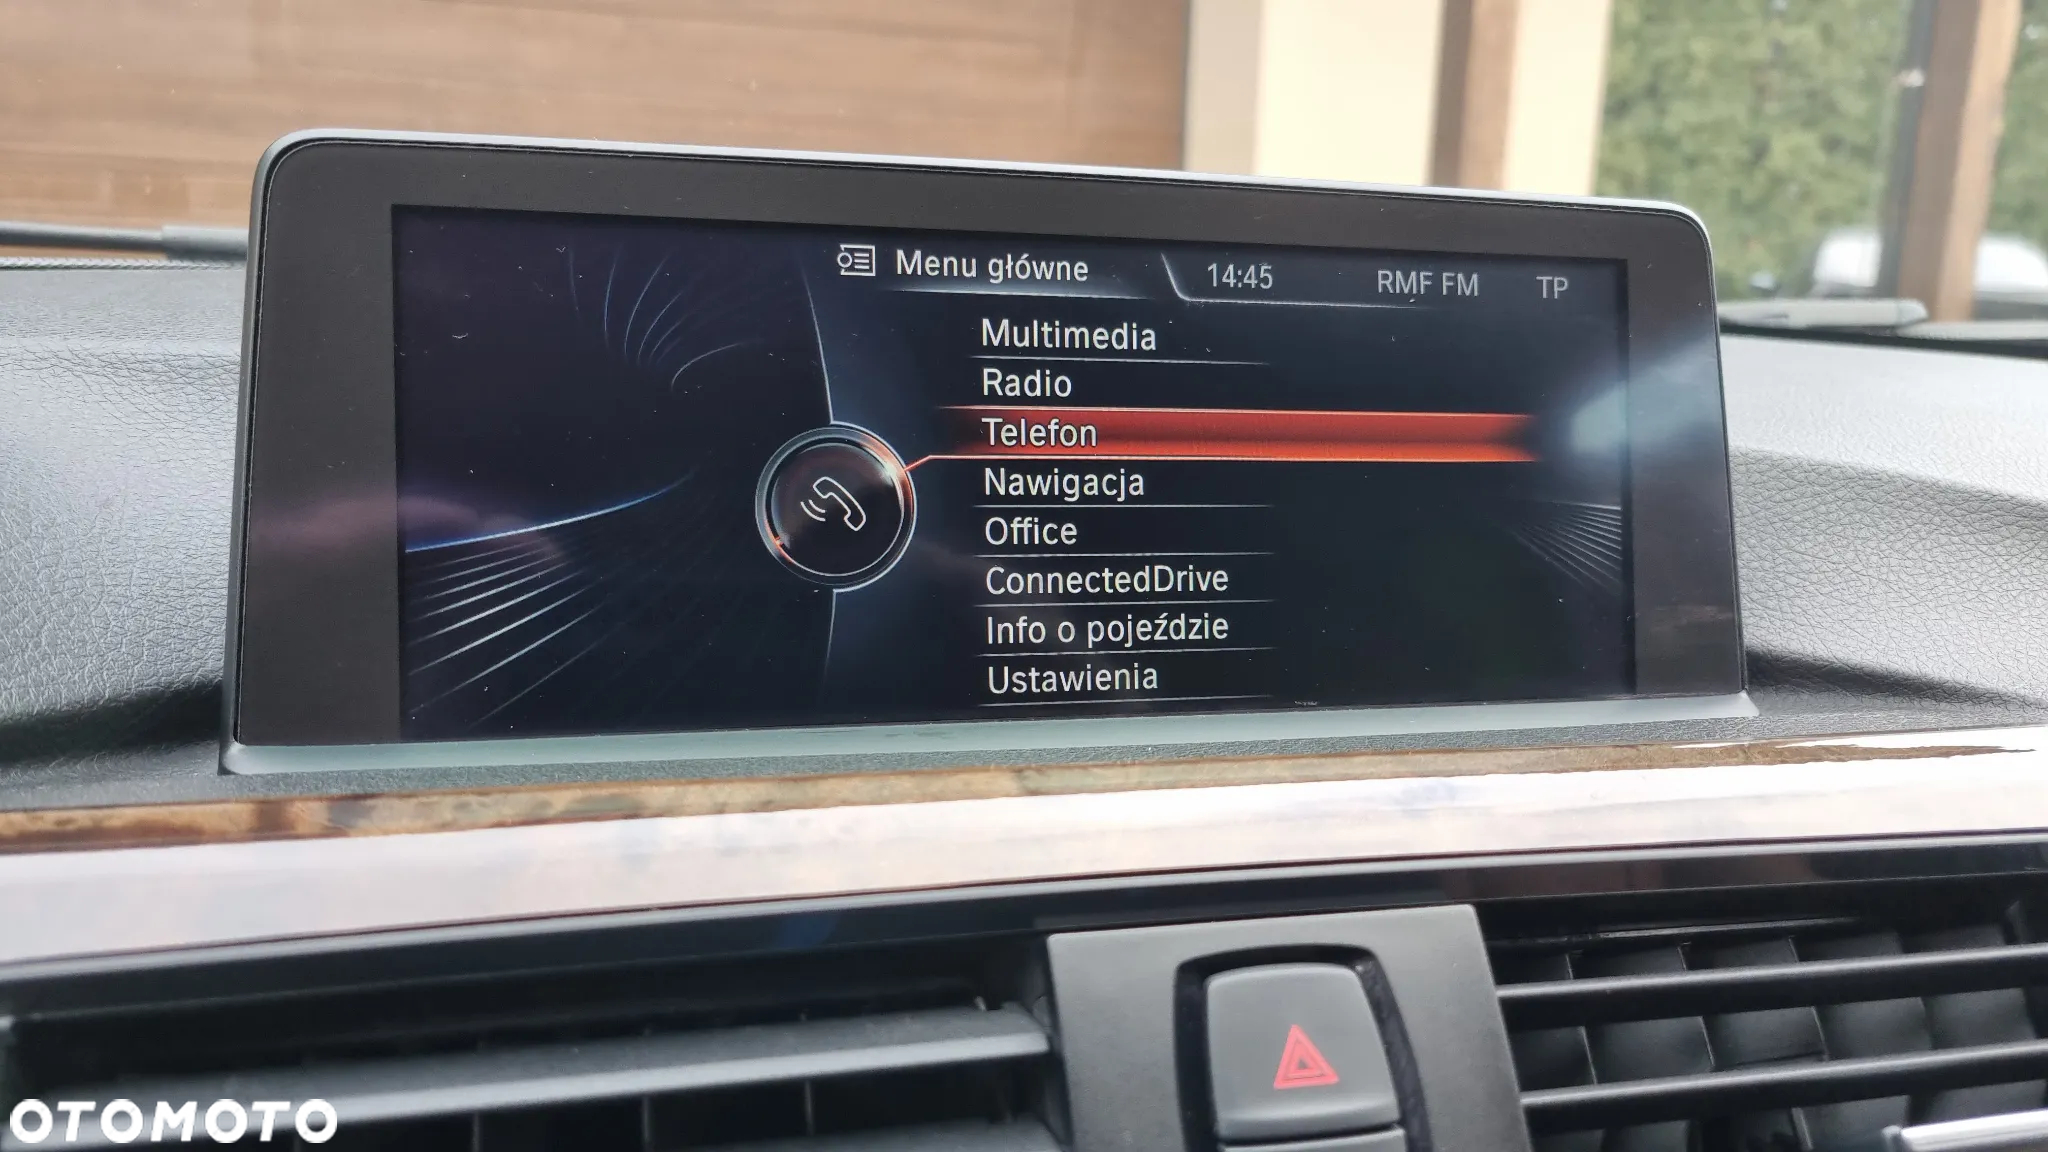 Menu główne
14:45
RMF FM
TP
Multimedia
Radio
Telefon
Nawigacja
Office
ConnectedDrive
Info o pojeździe
Ustawienia
OTOMOTO